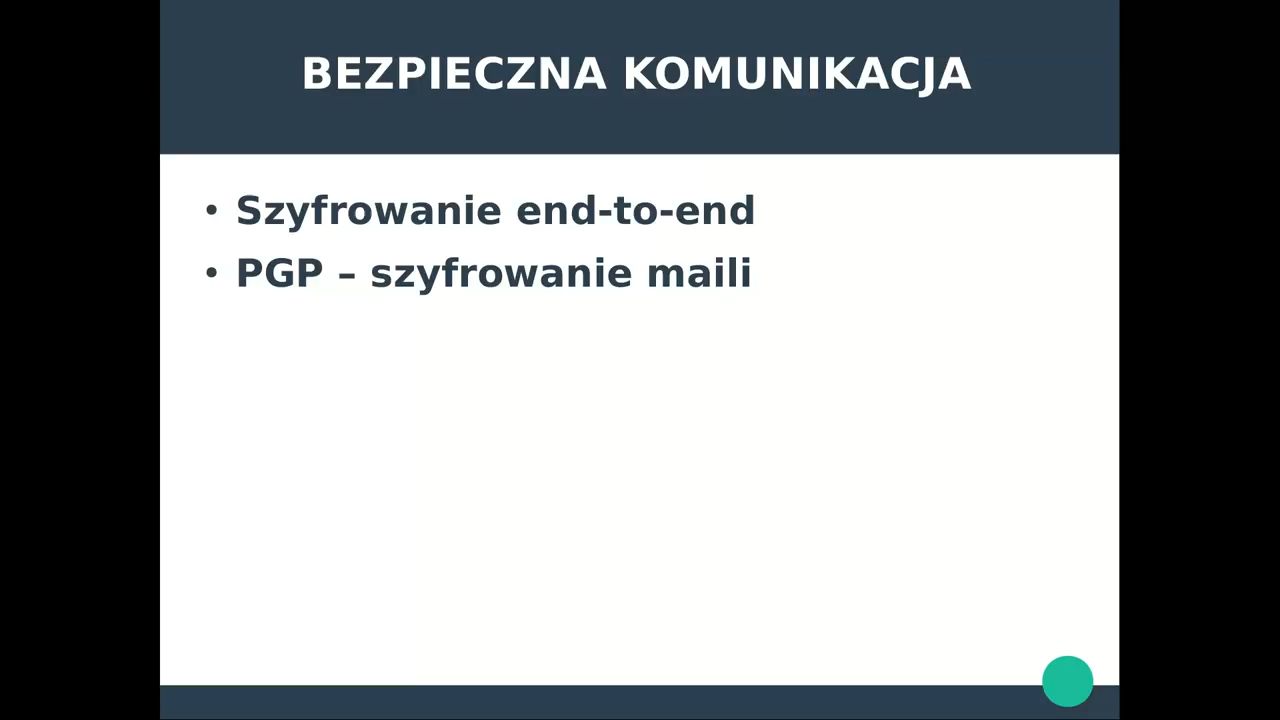 BEZPIECZNA KOMUNIKACJA
• Szyfrowanie end-to-end
• PGP – szyfrowanie maili